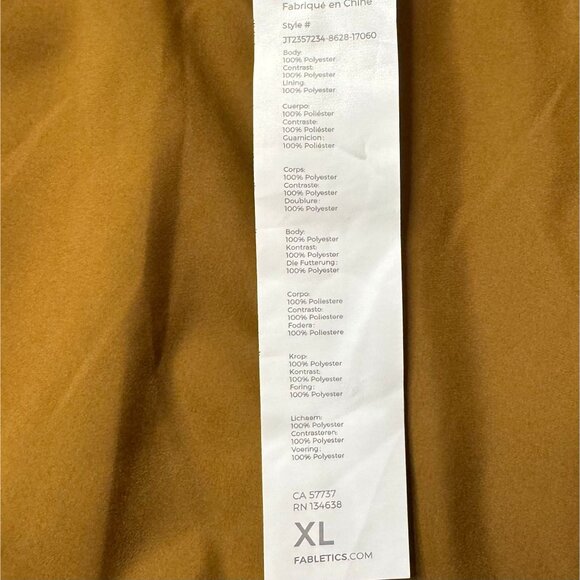 Fabriqué en Chine
Style #
JT2357234-8628-17060
Body:
100% Polyester
Contrast:
100% Polyester
Lining:
100% Polyester
Cuerpo:
100% Poliéster
Contraste:
100% Poliéster
Guarnicion:
100% Poliéster
Corps:
100% Polyester
Contraste:
100% Polyester
Doublure:
100% Polyester
Body:
100% Polyester
Kontrast:
100% Polyester
Die Futterung:
100% Polyester
Corpo:
100% Poliestere
Contrasto:
100% Poliestere
Fodera:
100% Poliestere
Krop:
100% Polyester
Kontrast:
100% Polyester
Foring:
100% Polyester
Lichaem:
100% Polyester
Contrasteren:
100% Polyester
Voering:
100% Polyester
CA 57737
RN 134638
XL
FABLETICS.COM